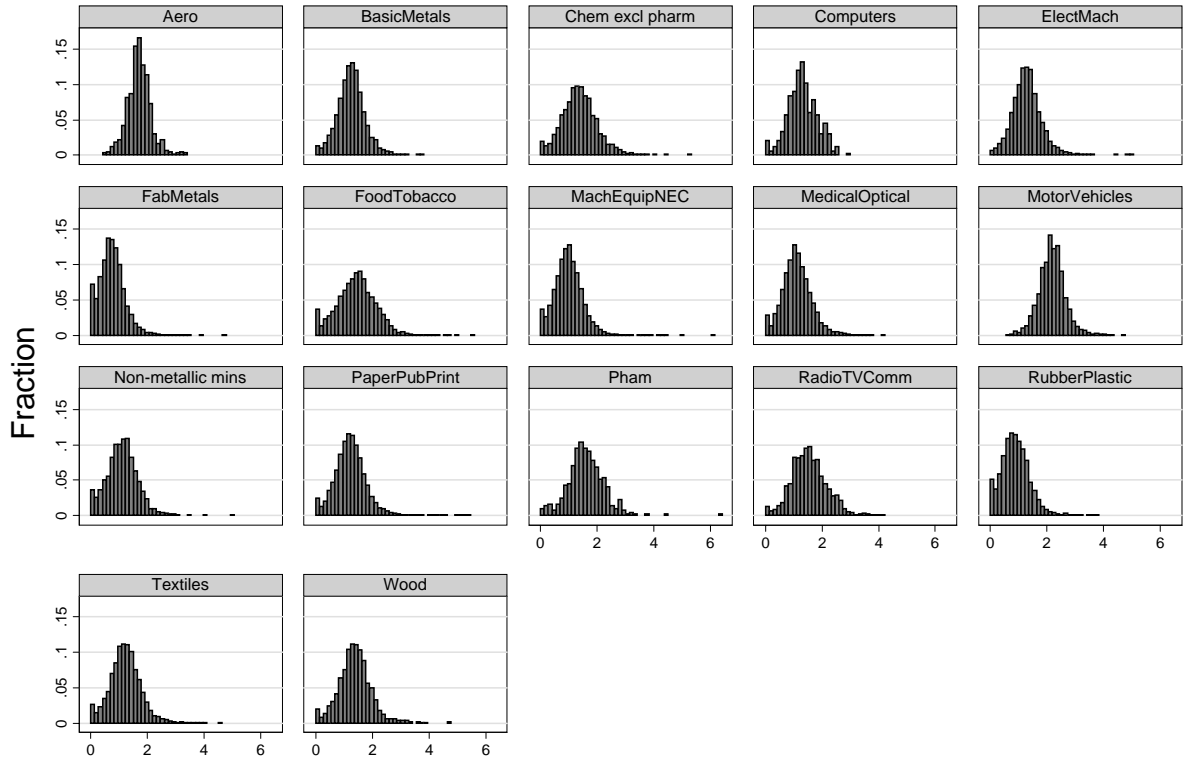 Aero BasicMetals Chem excl pharm Computers ElectMach
.15
.1
.05
0
FabMetals FoodTobacco MachEquipNEC MedicalOptical MotorVehicles
.15
.1
.05
0
Fraction
Non-metallic mins PaperPubPrint Pham RadioTVComm RubberPlastic
.15
.1
.05
0
0 2 4 6 0 2 4 6 0 2 4 6
Textiles Wood
.15
.1
.05
0
0 2 4 6 0 2 4 6